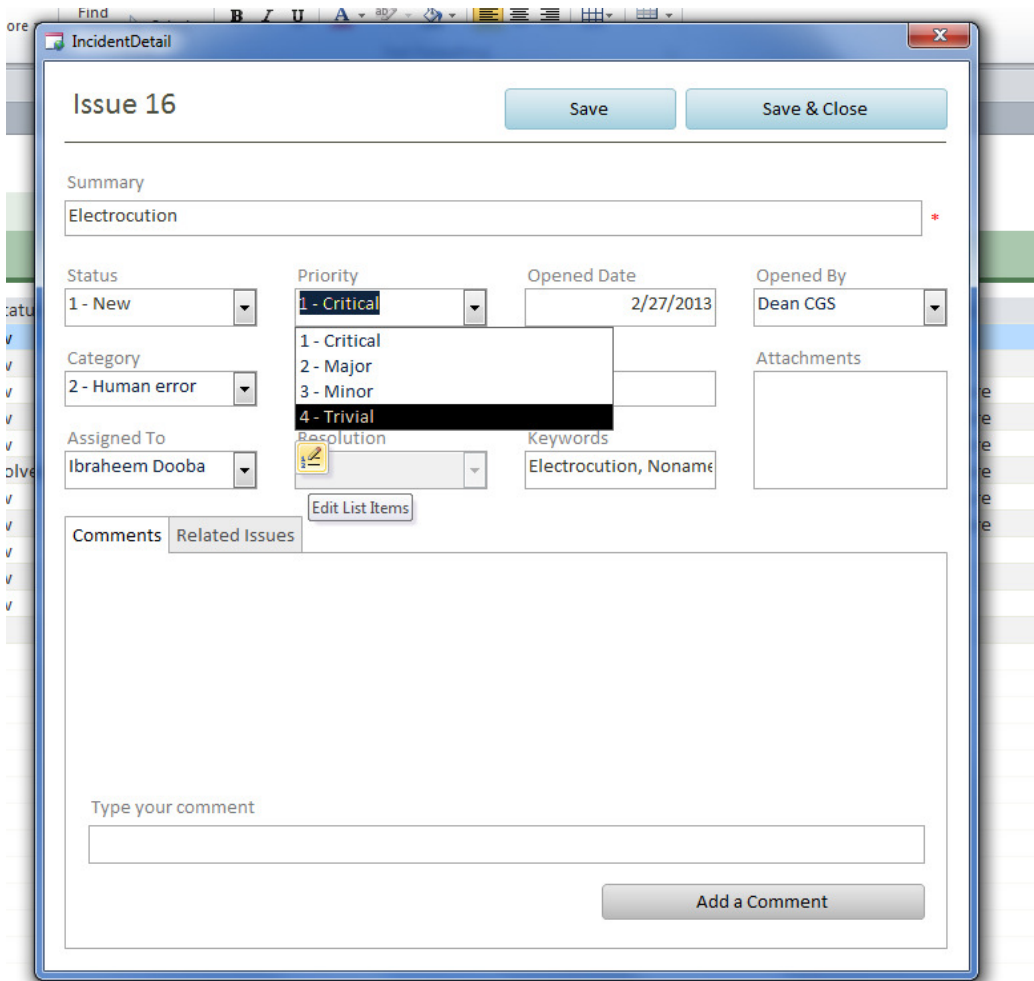 Find
ore
B I U A
IncidentDetail
x
Issue 16
Save
Save & Close
Summary
Electrocution
*
Status
Priority
Opened Date
Opened By
1 - New
1 - Critical
2/27/2013
Dean CGS
1 - Critical
2 - Major
3 - Minor
4 - Trivial
Category
Attachments
2 - Human error
Assigned To
Resolution
Keywords
Ibraheem Dooba
Electrocution, Noname
Edit List Items
Comments
Related Issues
Type your comment
Add a Comment